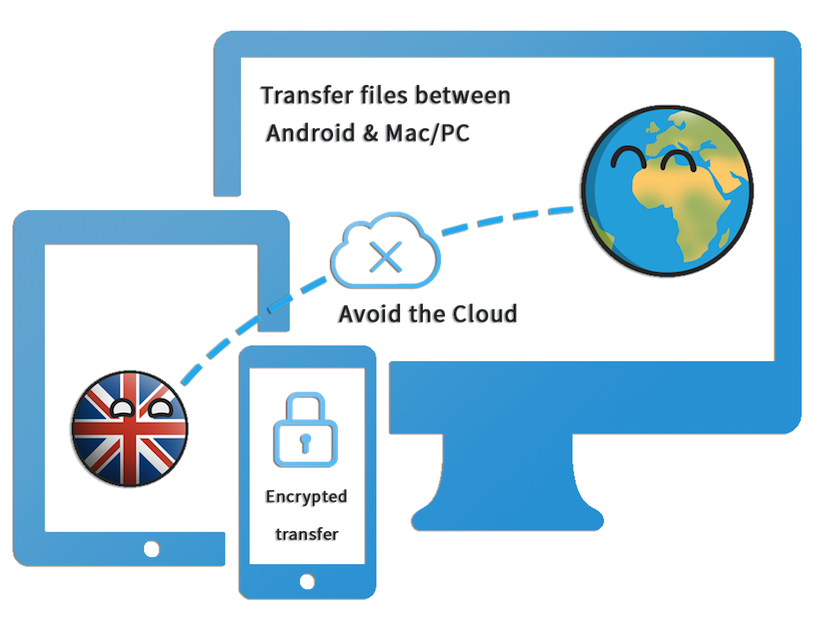 Transfer files between
Android & Mac/PC
Avoid the Cloud
Encrypted
transfer